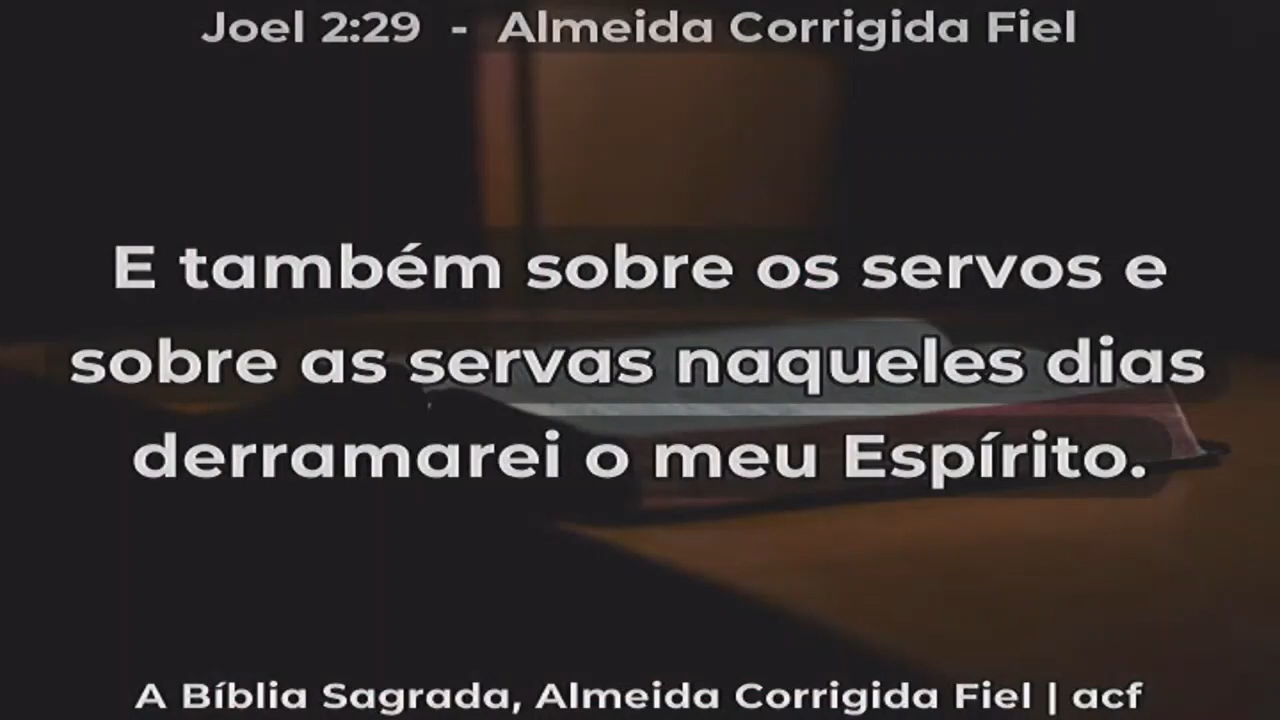 Joel 2:29 - Almeida Corrigida Fiel
E também sobre os servos e
sobre as servas naqueles dias
derramarei o meu Espírito.
A Bíblia Sagrada, Almeida Corrigida Fiel | acf